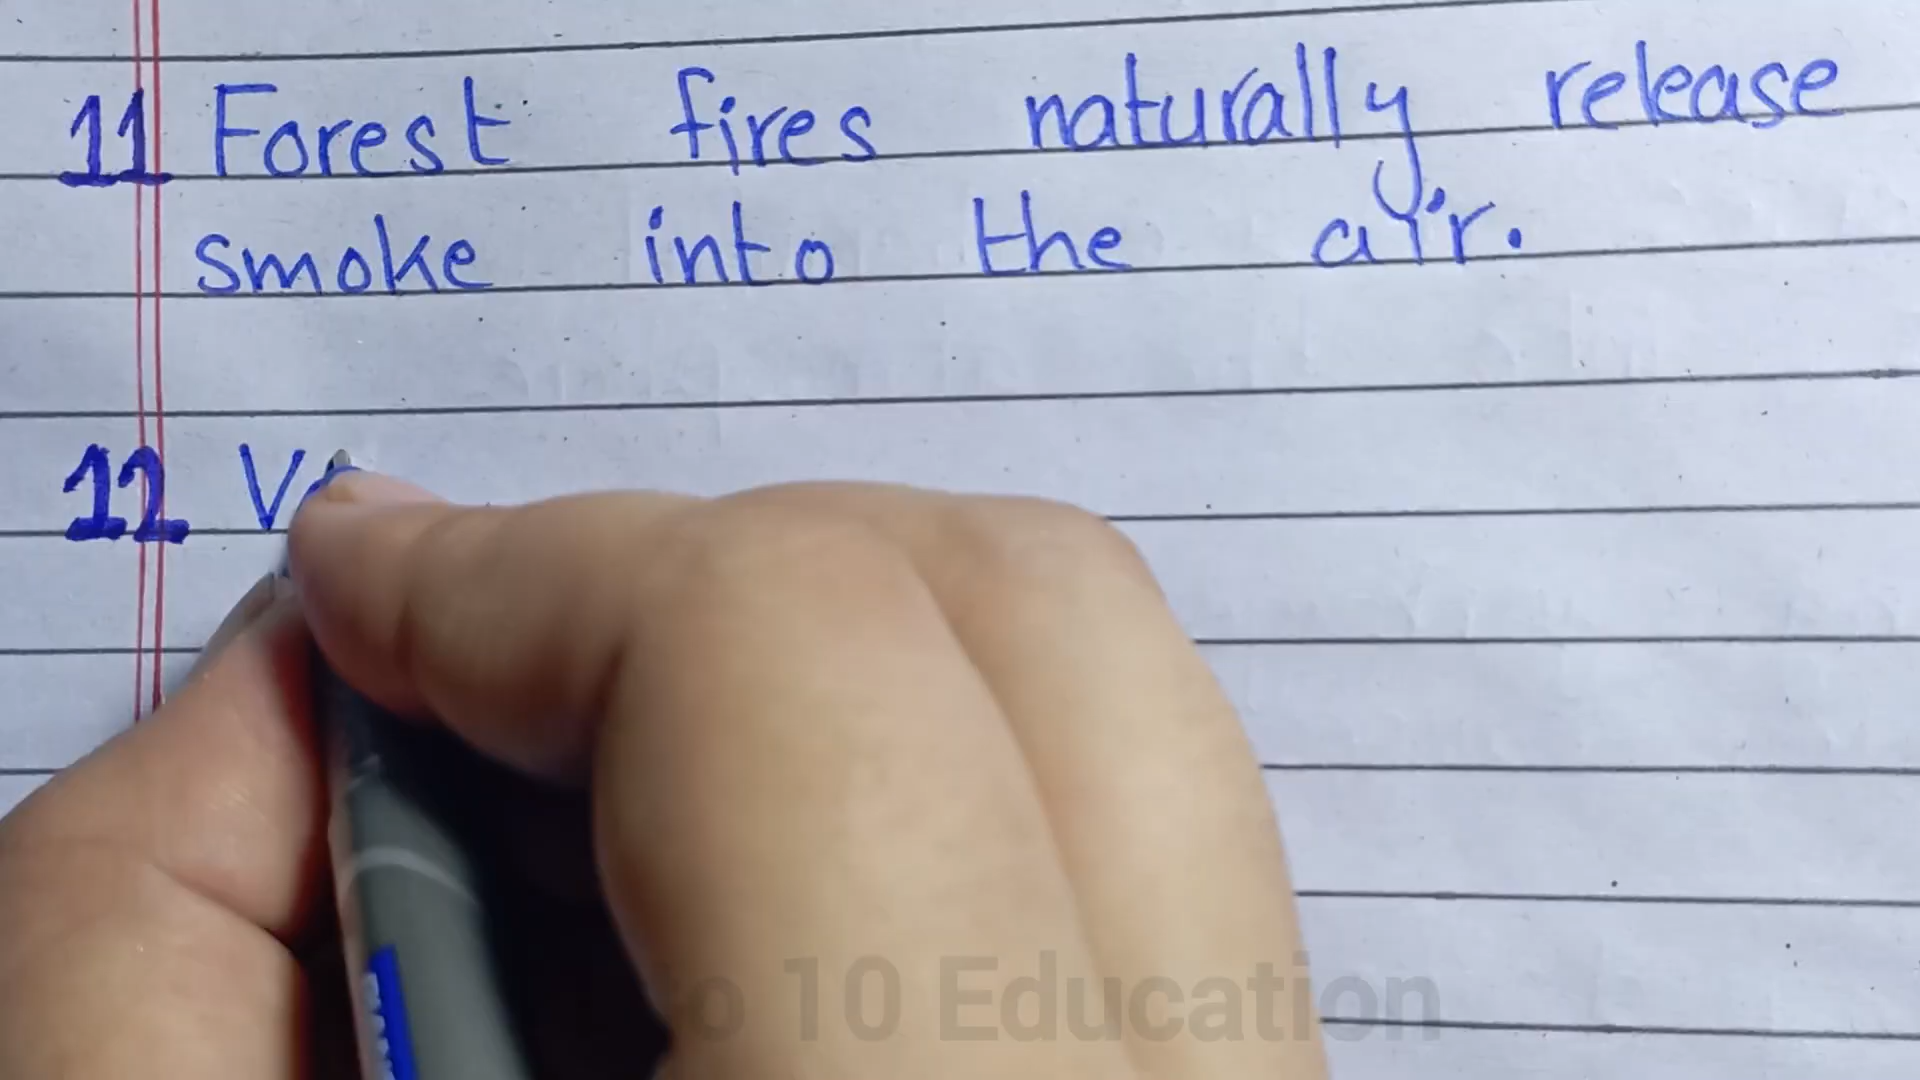 11 Forest fires naturally release
smoke into the air.
12 V
to 10 Education